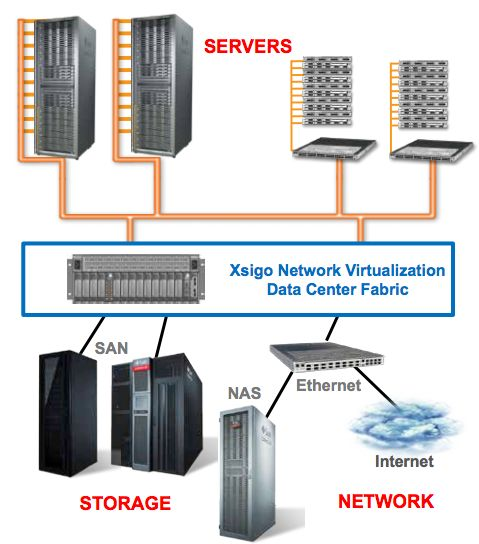 SERVERS
Xsigo Network Virtualization
Data Center Fabric
SAN
NAS
Ethernet
Internet
STORAGE
NETWORK